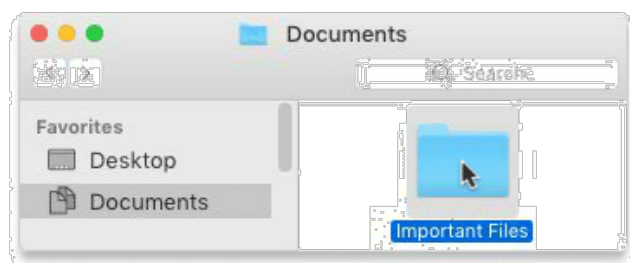 Documents
Search
Favorites
Desktop
Documents
Important Files